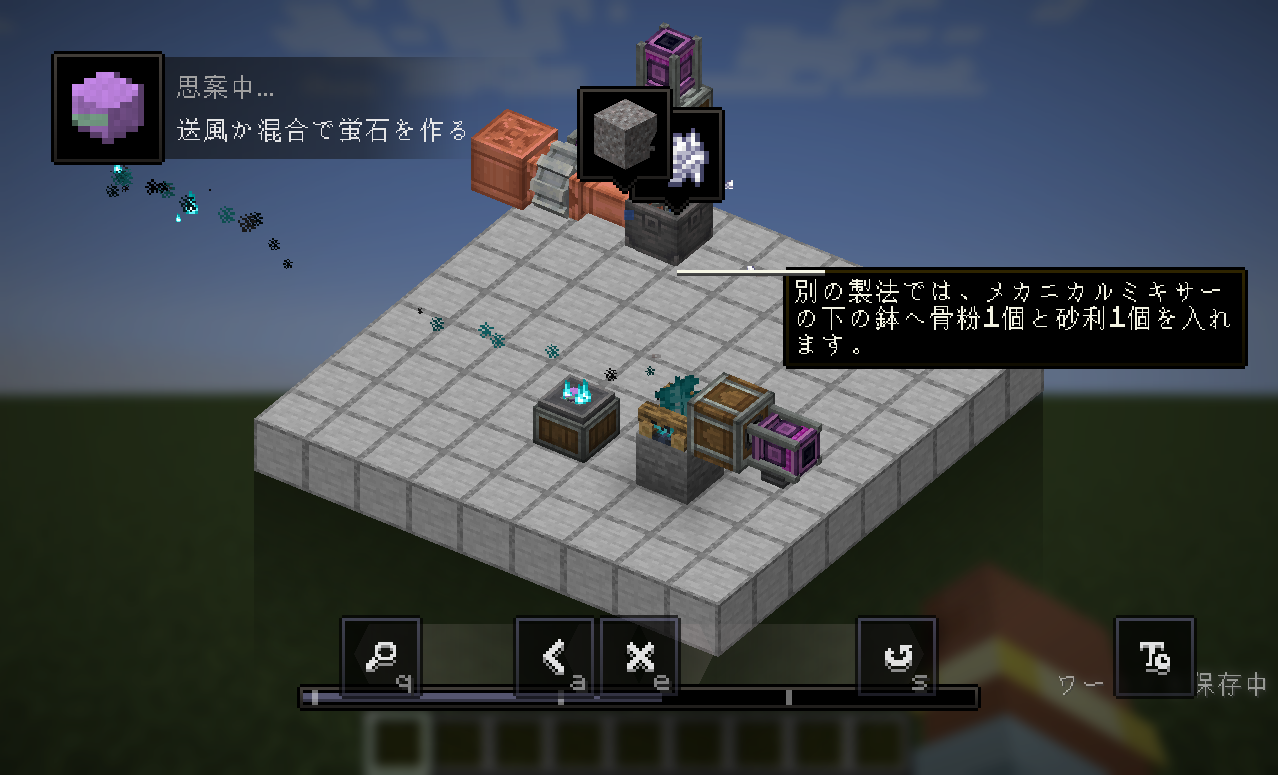 思案中...
送風か混合で蛍石を作る
別の製法では、メカニカルミキサー
の下の鉢へ骨粉1個と砂利1個を入れ
ます。
q
a
e
s
T
ワー
保存中